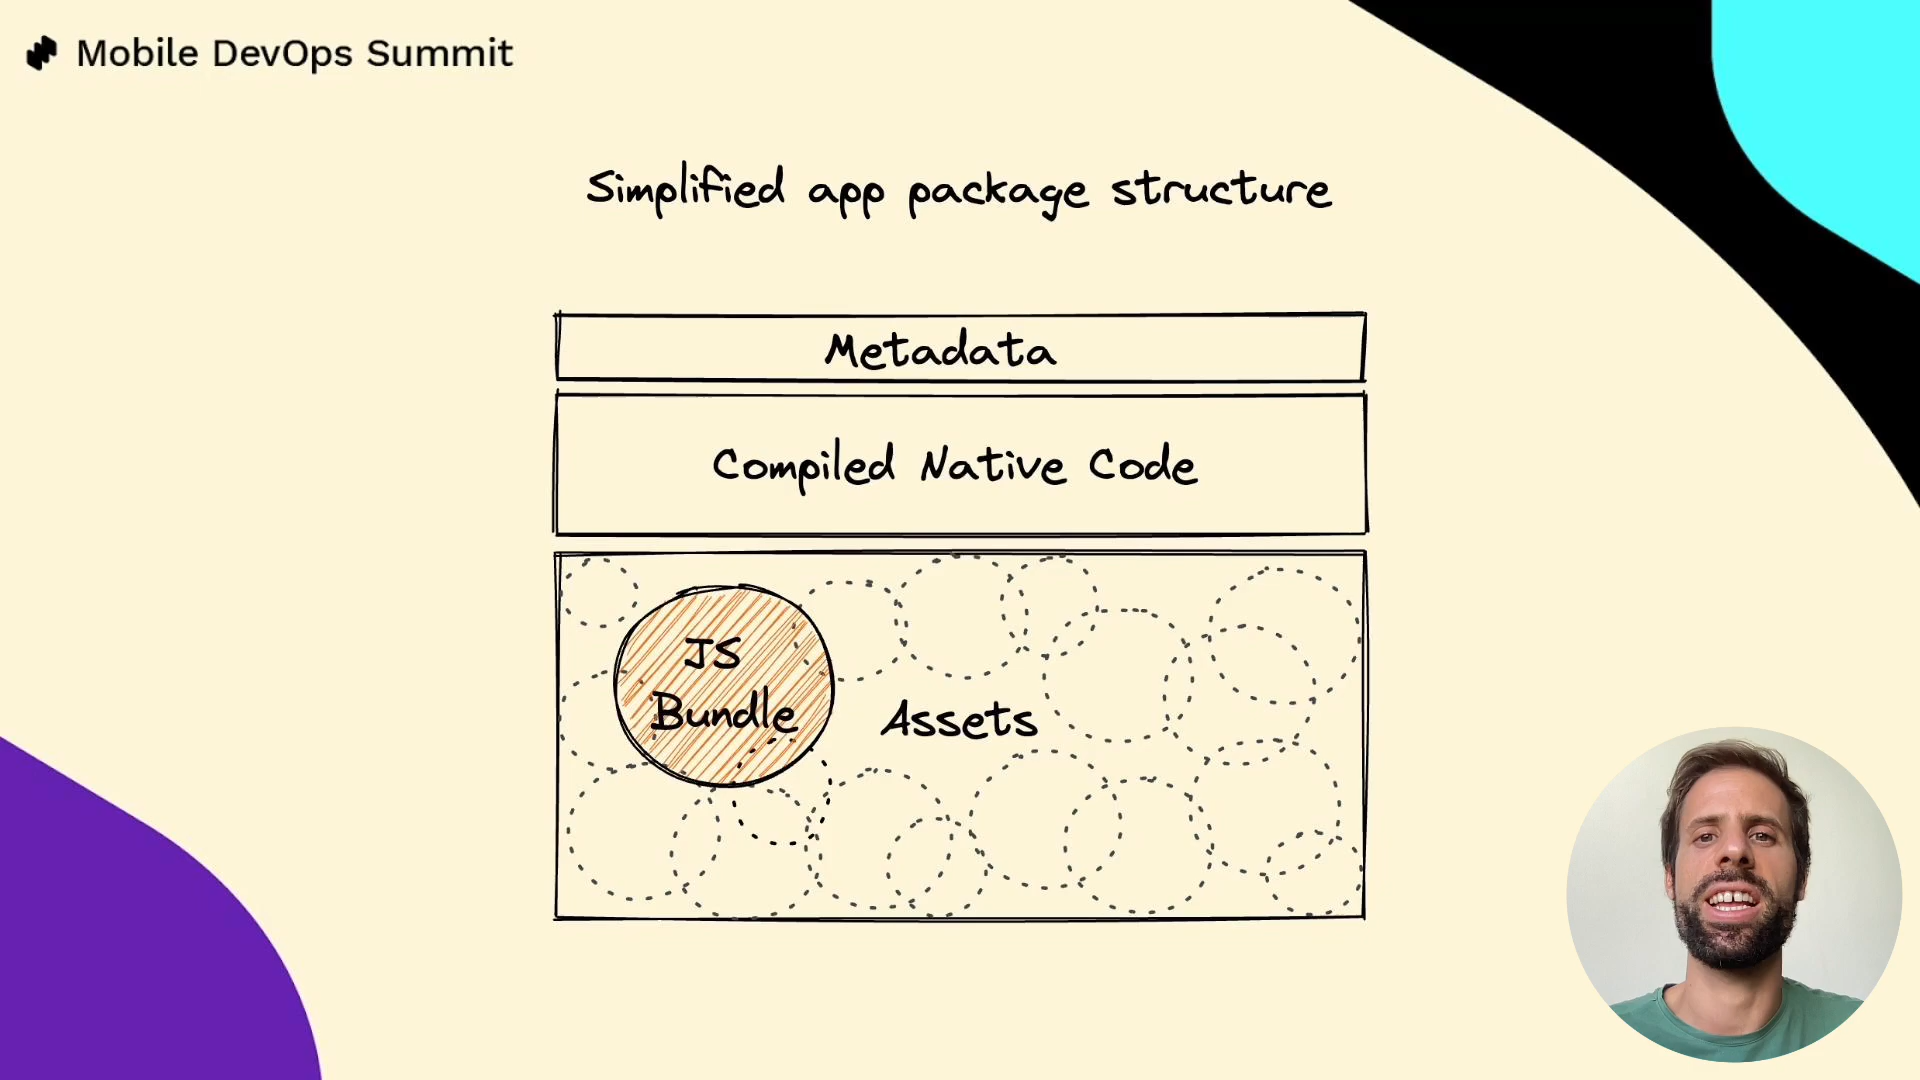 Mobile DevOps Summit
Simplified app package structure
Metadata
Compiled Native Code
JS
Bundle
Assets